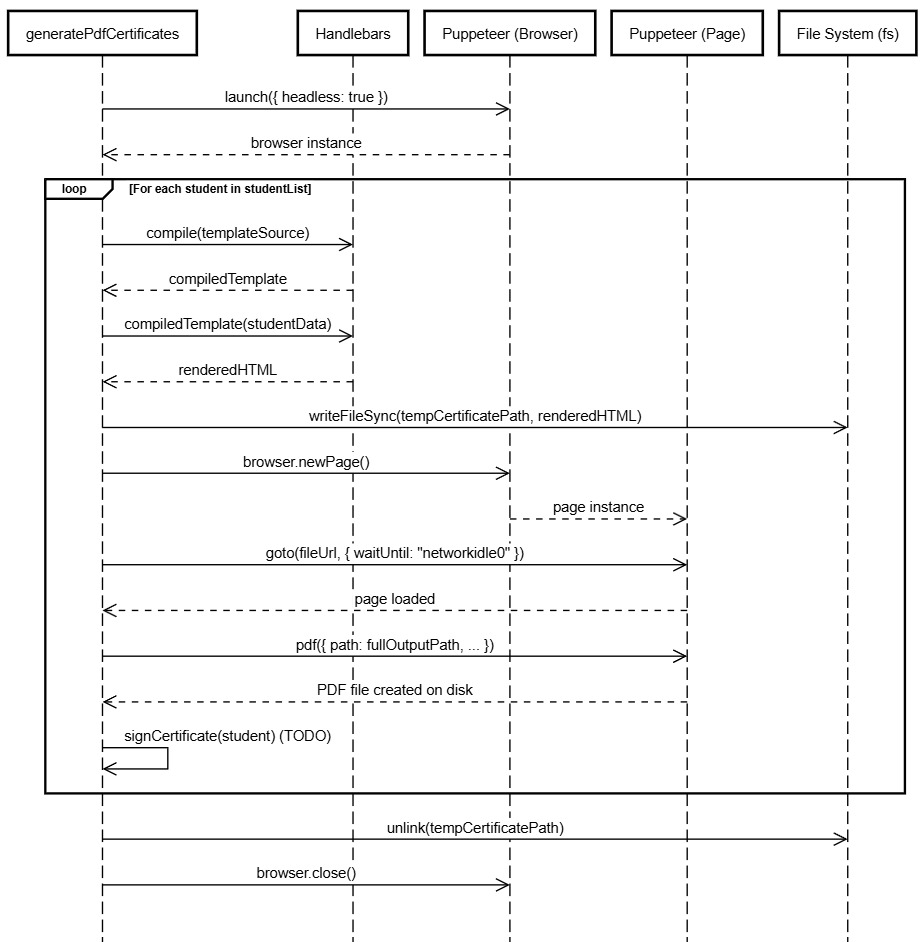 generatePdfCertificates
Handlebars
Puppeteer (Browser)
Puppeteer (Page)
File System (fs)
launch({ headless: true })
browser instance
loop
[For each student in studentList]
compile(templateSource)
compiledTemplate
compiledTemplate(studentData)
renderedHTML
writeFileSync(tempCertificatePath, renderedHTML)
browser.newPage()
page instance
goto(fileUrl, { waitUntil: "networkidle0" })
page loaded
pdf({ path: fullOutputPath, ... })
PDF file created on disk
signCertificate(student) (TODO)
unlink(tempCertificatePath)
browser.close()